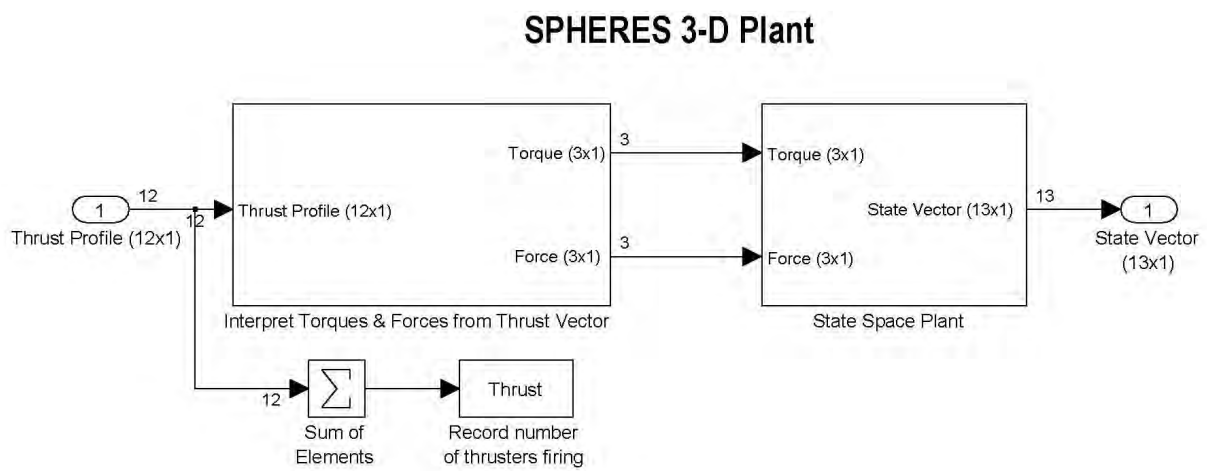 SPHERES 3-D Plant
Torque (3x1)
3
Torque (3x1)
12
1
12
Thrust Profile (12x1)
Thrust Profile (12x1)
State Vector (13x1)
13
1
State Vector
(13x1)
Force (3x1)
3
Force (3x1)
Interpret Torques & Forces from Thrust Vector
State Space Plant
12
Σ
Thrust
Sum of
Elements
Record number
of thrusters firing